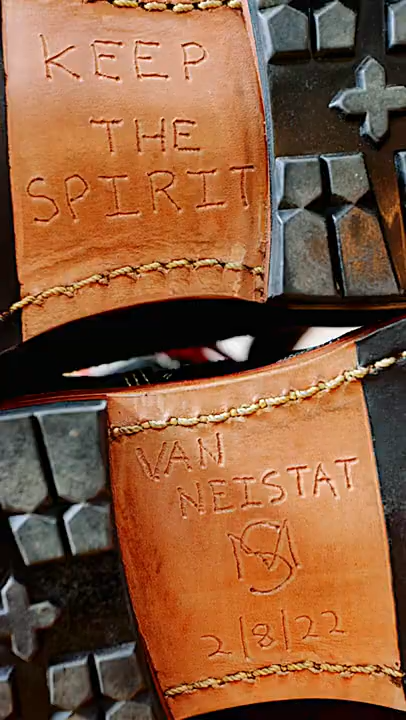 KEEP
THE
SPIRIT
VAN
NEISTAT
2/8/22